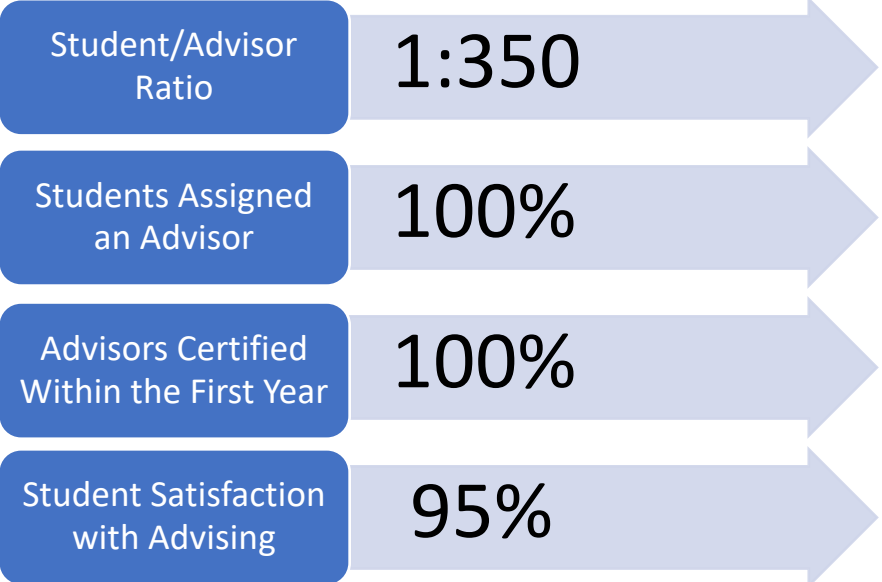 Student/Advisor
Ratio
1:350
Students Assigned
an Advisor
100%
Advisors Certified
Within the First Year
100%
Student Satisfaction
with Advising
95%